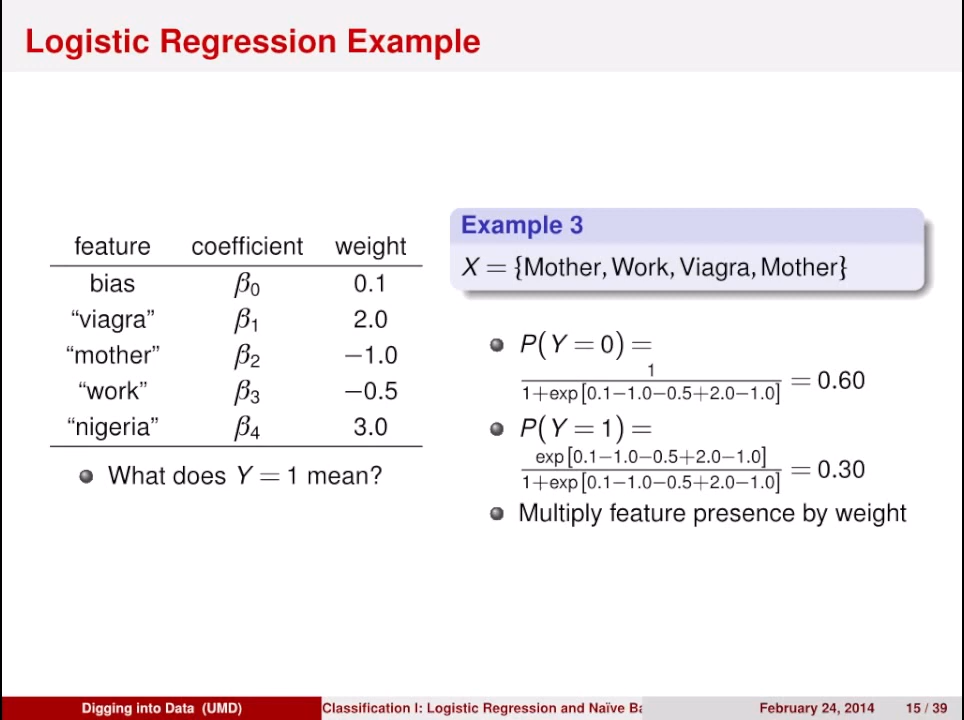 Logistic Regression Example
feature coefficient weight
bias β0 0.1
“viagra” β1 2.0
“mother” β2 −1.0
“work” β3 −0.5
“nigeria” β4 3.0
What does Y = 1 mean?
Example 3
X = {Mother, Work, Viagra, Mother}
P(Y = 0) =
1
1+exp[0.1−1.0−0.5+2.0−1.0] = 0.60
P(Y = 1) =
exp[0.1−1.0−0.5+2.0−1.0]
1+exp[0.1−1.0−0.5+2.0−1.0] = 0.30
Multiply feature presence by weight
Digging into Data (UMD) Classification I: Logistic Regression and Naïve Ba February 24, 2014 15 / 39